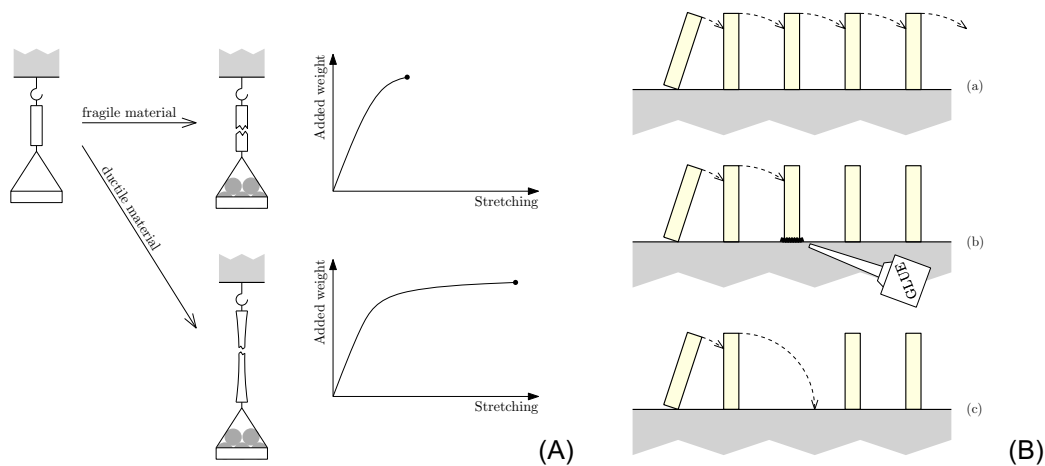 fragile material
ductile material
Added weight
Stretching
Added weight
Stretching
(A)
(a)
(b)
GLUE
(c)
(B)